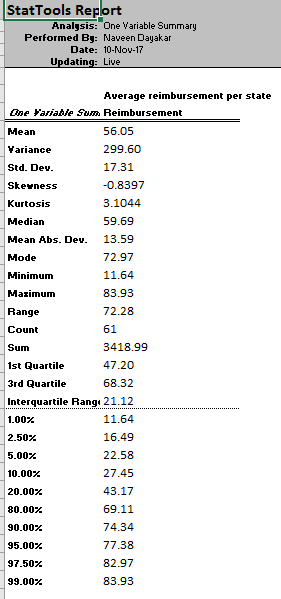 StatTools Report
Analysis: One Variable Summary
Performed By: Naveen Dayakar
Date: 10-Nov-17
Updating: Live
Average reimbursement per state
One Variable Sum Reimbursement
Mean 56.05
Variance 299.60
Std. Dev. 17.31
Skewness -0.8397
Kurtosis 3.1044
Median 59.69
Mean Abs. Dev. 13.59
Mode 72.97
Minimum 11.64
Maximum 83.93
Range 72.28
Count 61
Sum 3418.99
1st Quartile 47.20
3rd Quartile 68.32
Interquartile Range 21.12
1.00% 11.64
2.50% 16.49
5.00% 22.58
10.00% 27.45
20.00% 43.17
80.00% 69.11
90.00% 74.34
95.00% 77.38
97.50% 82.97
99.00% 83.93